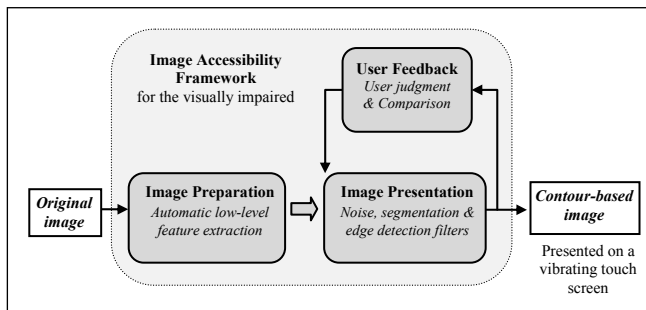 Image Accessibility
Framework
for the visually impaired
User Feedback
User judgment
& Comparison
Original
image
Image Preparation
Automatic low-level
feature extraction
Image Presentation
Noise, segmentation &
edge detection filters
Contour-based
image
Presented on a
vibrating touch
screen